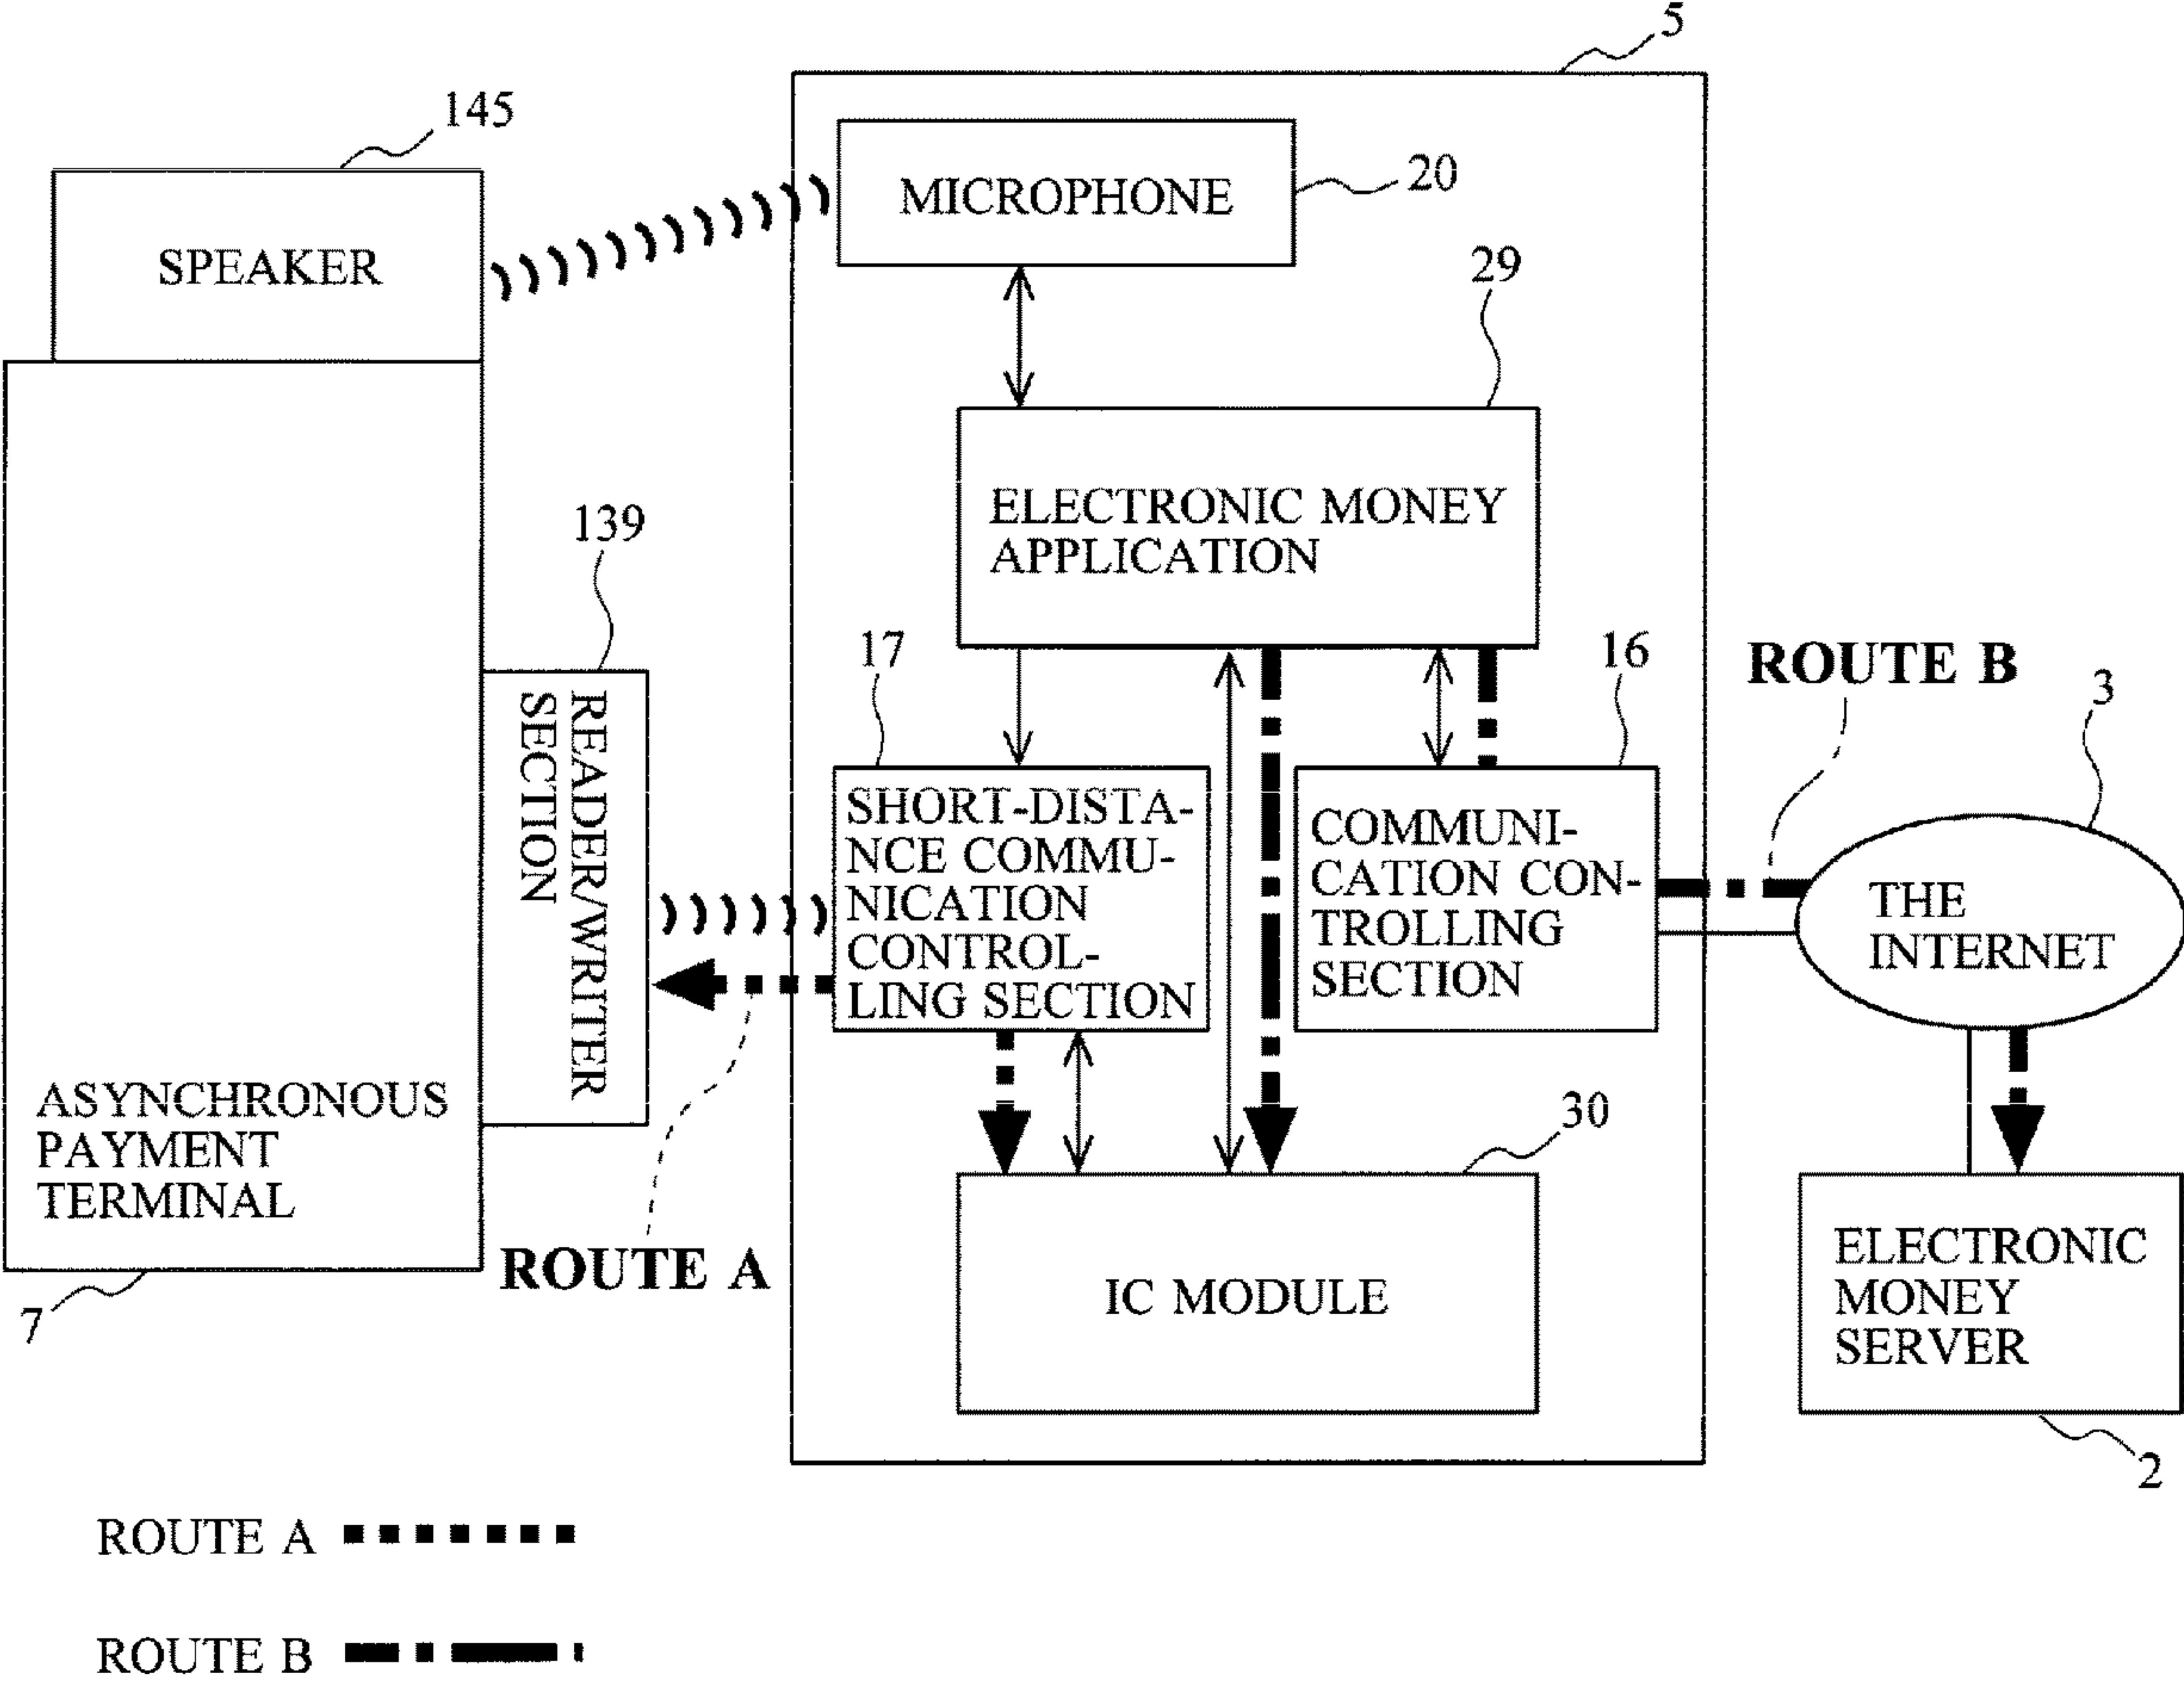 5
145
MICROPHONE
20
SPEAKER
29
ELECTRONIC MONEY
APPLICATION
139
17
16
ROUTE B
3
READER/WRITER
SECTION
SHORT-DISTA-
NCE COMMU-
NICATION
CONTROL-
LING SECTION
COMMUNI-
CATION CON-
TROLLING
SECTION
THE
INTERNET
ASYNCHRONOUS
PAYMENT
TERMINAL
30
ROUTE A
7
IC MODULE
ELECTRONIC
MONEY
SERVER
2
ROUTE A
ROUTE B